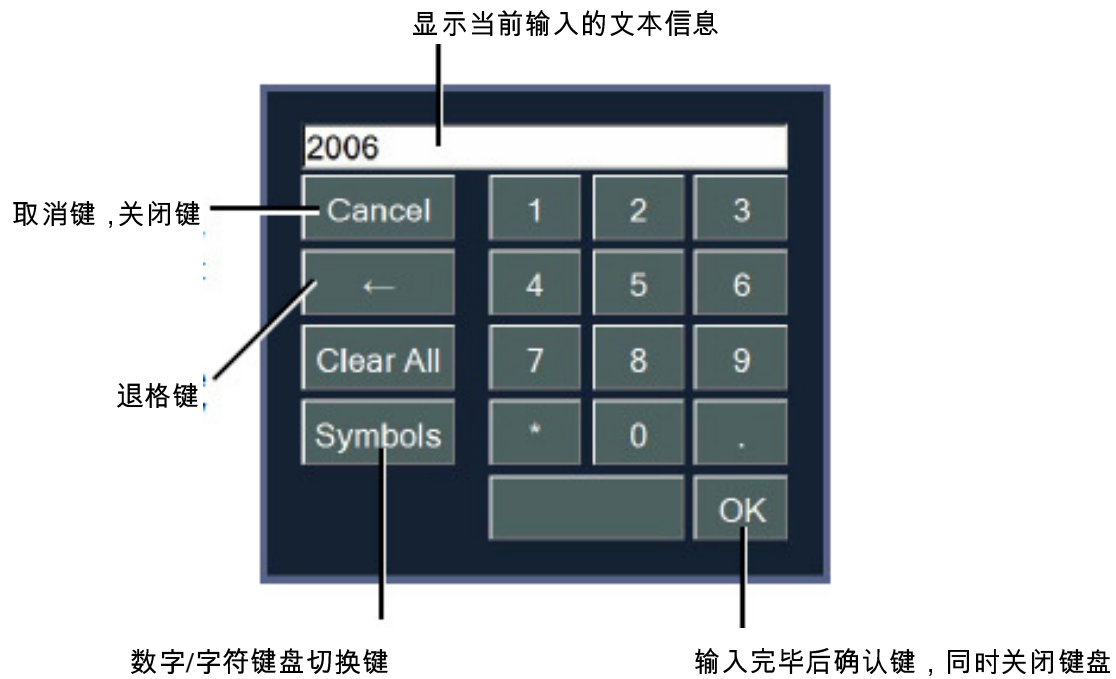 显示当前输入的文本信息
2006
取消键,关闭键
Cancel 1 2 3
← 4 5 6
退格键
Clear All 7 8 9
Symbols * 0 .
OK
数字/字符键盘切换键
输入完毕后确认键,同时关闭键盘